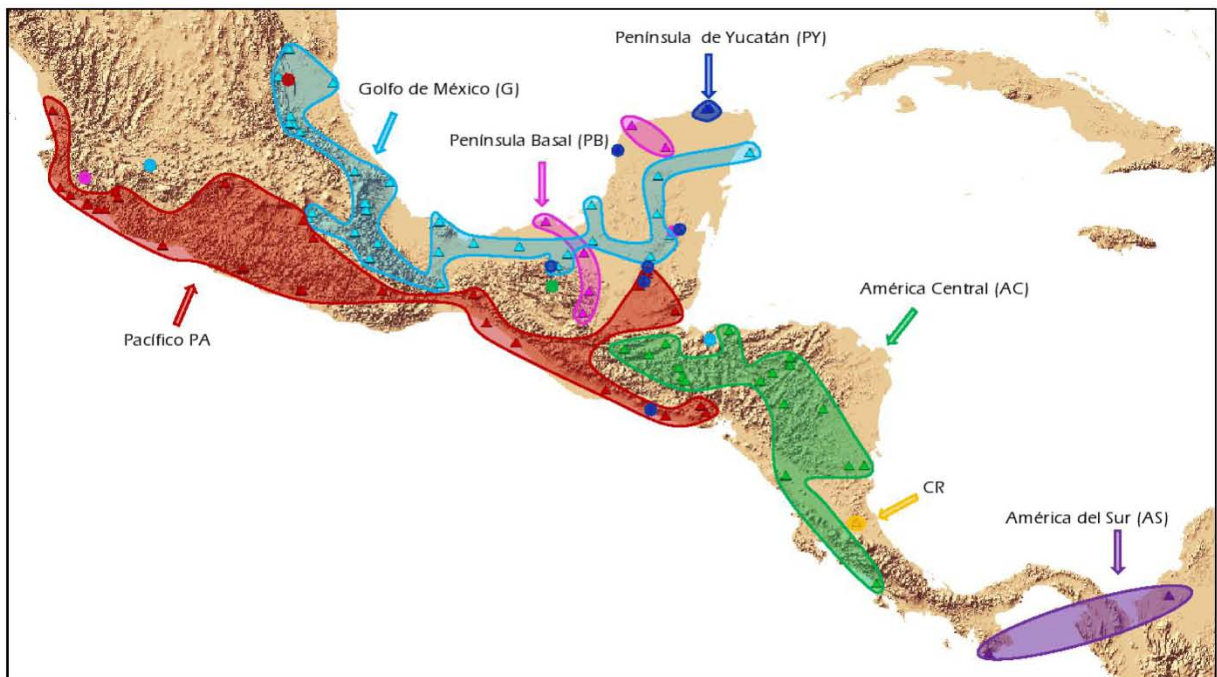 Península de Yucatán (PY)
Golfo de México (G)
Península Basal (PB)
América Central (AC)
Pacífico PA
CR
América del Sur (AS)